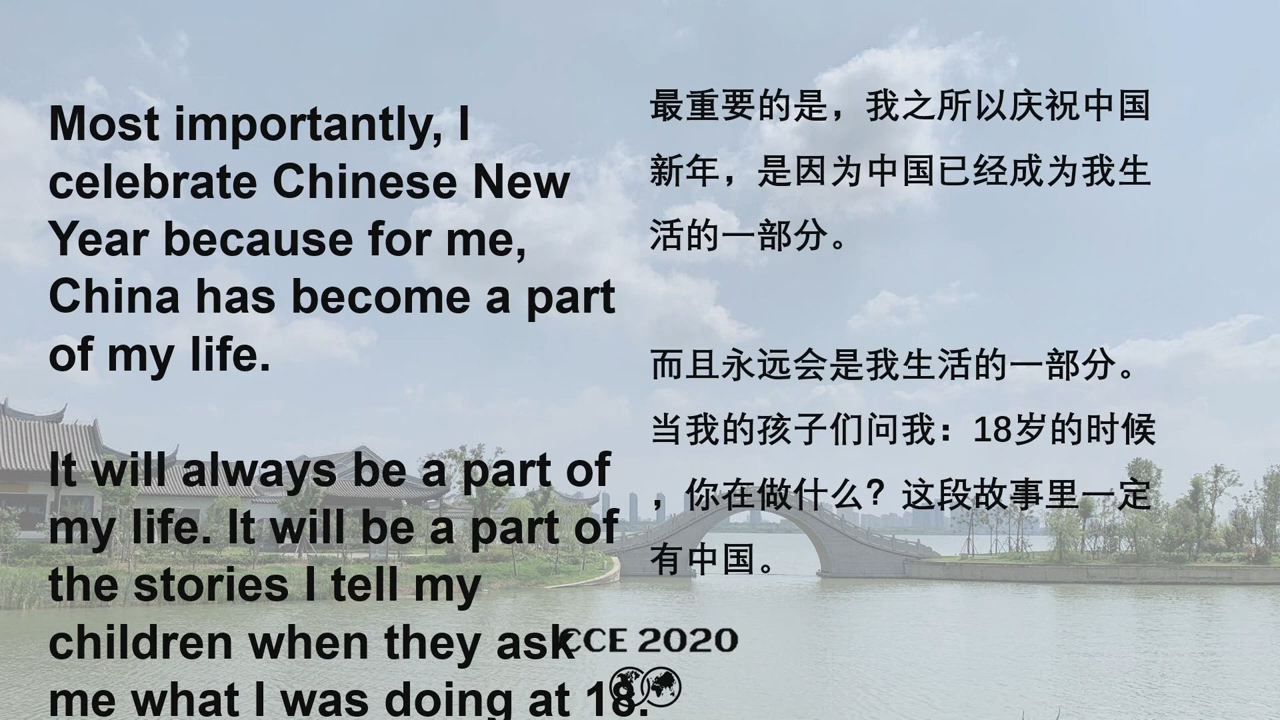 Most importantly, I
celebrate Chinese New
Year because for me,
China has become a part
of my life.
It will always be a part of
my life. It will be a part of
the stories I tell my
children when they ask
me what I was doing at 18.
最重要的是，我之所以庆祝中国
新年，是因为中国已经成为我生
活的一部分。
而且永远会是我生活的一部分。
当我的孩子们问我：18岁的时候
，你在做什么？这段故事里一定
有中国。
CCE 2020